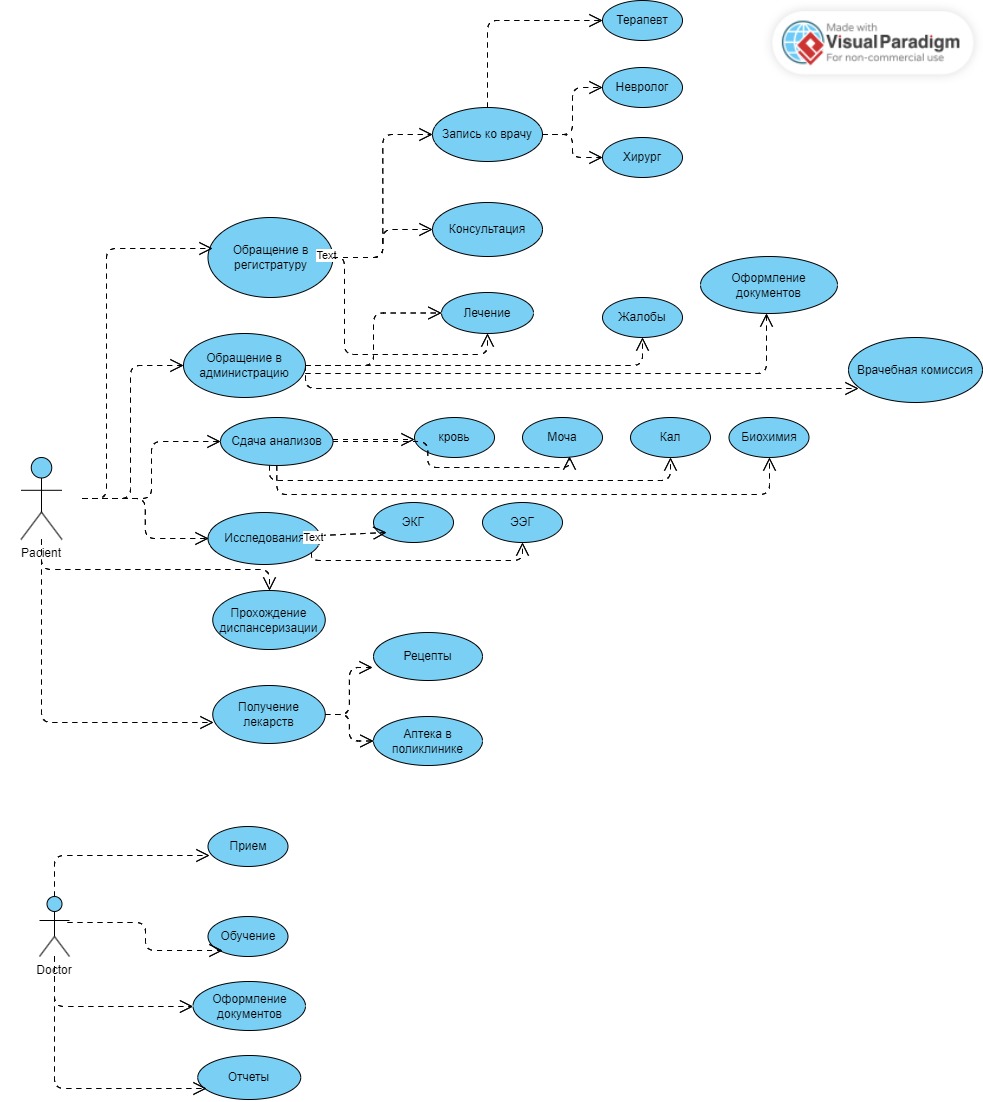 Терапевт
Made with
Visual Paradigm
For non-commercial use
Невролог
Запись ко врачу
Хирург
Консультация
Обращение в
регистратуру
Text
Оформление
документов
Лечение
Жалобы
Обращение в
администрацию
Врачебная комиссия
Сдача анализов
кровь
Моча
Кал
Биохимия
ЭКГ
ЭЭГ
Исследования
Text
Pacient
Прохождение
диспансеризации
Рецепты
Получение
лекарств
Аптека в
поликлинике
Прием
Обучение
Doctor
Оформление
документов
Отчеты